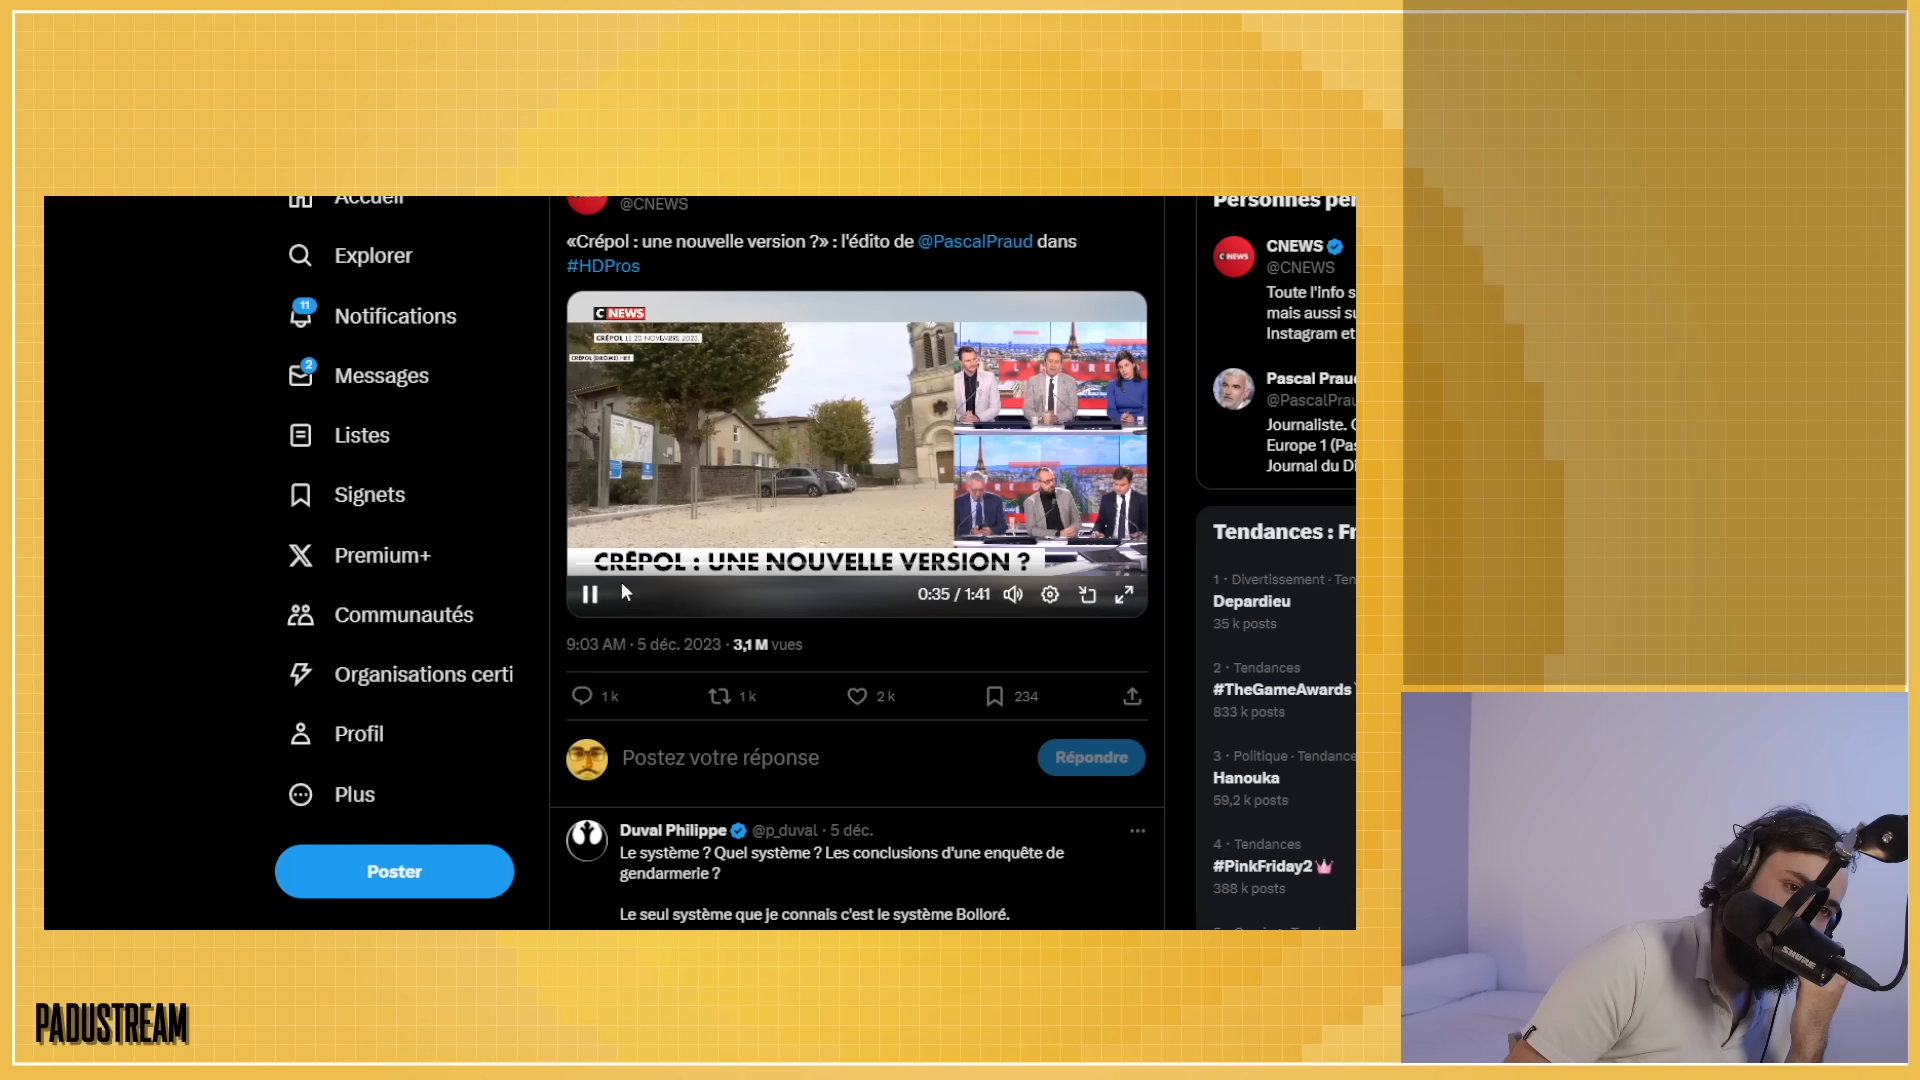 Accueil
Explorer
11
Notifications
2
Messages
Listes
Signets
Premium+
Communautés
Organisations certi
Profil
Plus
Poster
@CNEWS
«Crépol : une nouvelle version ?» : l'édito de @PascalPraud dans
#HDPros
C NEWS
CRÉPOL LE 20 NOVEMBRE 2023
CRÉPOL (DRÔME) HIER
CRÉPOL : UNE NOUVELLE VERSION ?
0:35 / 1:41
9:03 AM · 5 déc. 2023 · 3,1 M vues
1 k
1 k
2 k
234
Postez votre réponse
Répondre
Duval Philippe @p_duval · 5 déc.
Le système ? Quel système ? Les conclusions d'une enquête de
gendarmerie ?
Le seul système que je connais c'est le système Bolloré.
Personnes per
CNEWS
@CNEWS
Toute l'info s
mais aussi su
Instagram et
Pascal Prau
@PascalPrau
Journaliste. C
Europe 1 (Pas
Journal du Di
Tendances : Fr
1 · Divertissement · Ten
Depardieu
35 k posts
2 · Tendances
#TheGameAwards
833 k posts
3 · Politique · Tendance
Hanouka
59,2 k posts
4 · Tendances
#PinkFriday2
388 k posts
SHURE
PADUSTREAM